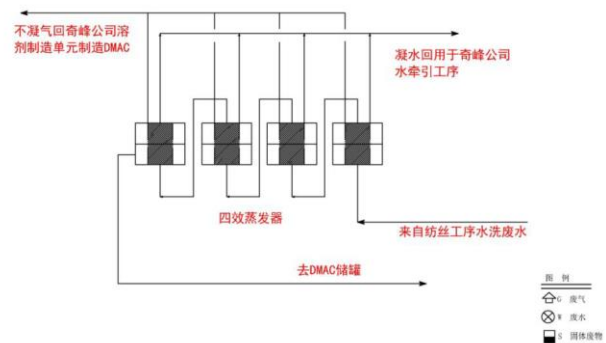 不凝气回奇峰公司溶
剂制造单元制造DMAC
凝水回用于奇峰公司
水牵引工序
四效蒸发器
来自纺丝工序水洗废水
去DMAC储罐
图 例
G 废气
W 废水
S 固体废物